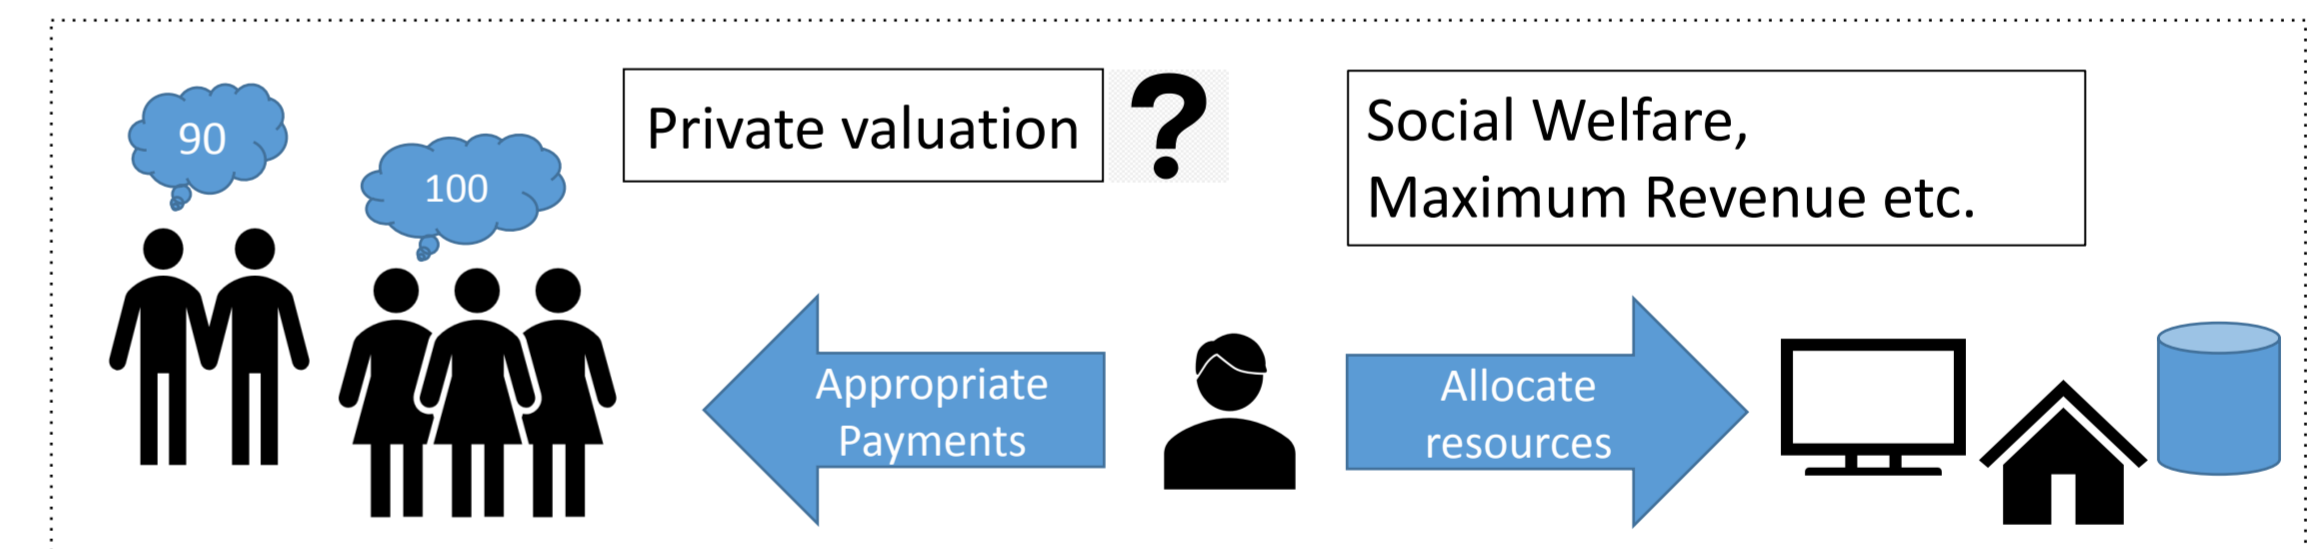 90
100
Private valuation
?
Social Welfare,
Maximum Revenue etc.
Appropriate
Payments
Allocate
resources